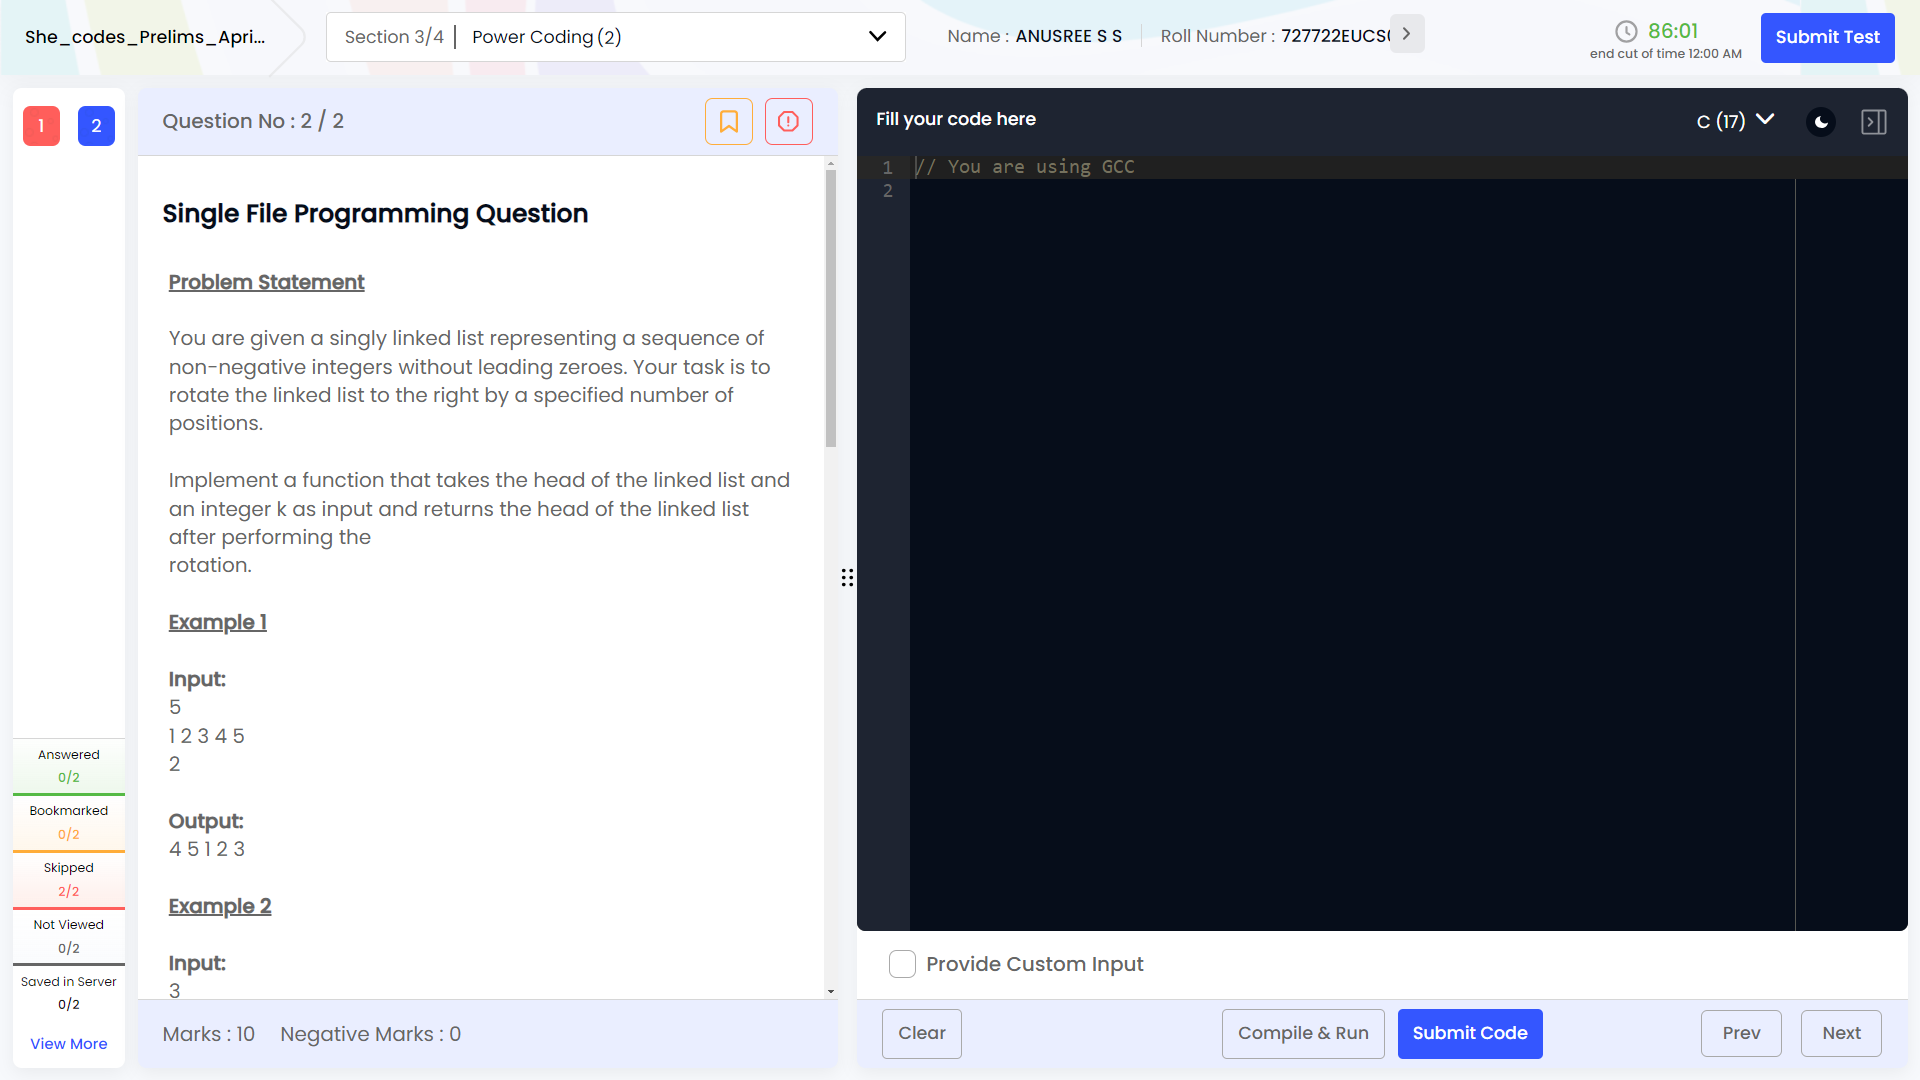 She_codes_Prelims_Apri...
Section 3/4 | Power Coding (2)
Name : ANUSREE S S
Roll Number : 727722EUCS
86:01
end cut of time 12:00 AM
Submit Test
1 2
Question No : 2 / 2
Single File Programming Question
Problem Statement
You are given a singly linked list representing a sequence of
non-negative integers without leading zeroes. Your task is to
rotate the linked list to the right by a specified number of
positions.
Implement a function that takes the head of the linked list and
an integer k as input and returns the head of the linked list
after performing the
rotation.
Example 1
Input:
5
1 2 3 4 5
2
Output:
4 5 1 2 3
Example 2
Input:
3
Marks : 10 Negative Marks : 0
Answered
0/2
Bookmarked
0/2
Skipped
2/2
Not Viewed
0/2
Saved in Server
0/2
View More
Fill your code here
C (17)
1 // You are using GCC
2
Provide Custom Input
Clear
Compile & Run
Submit Code
Prev
Next